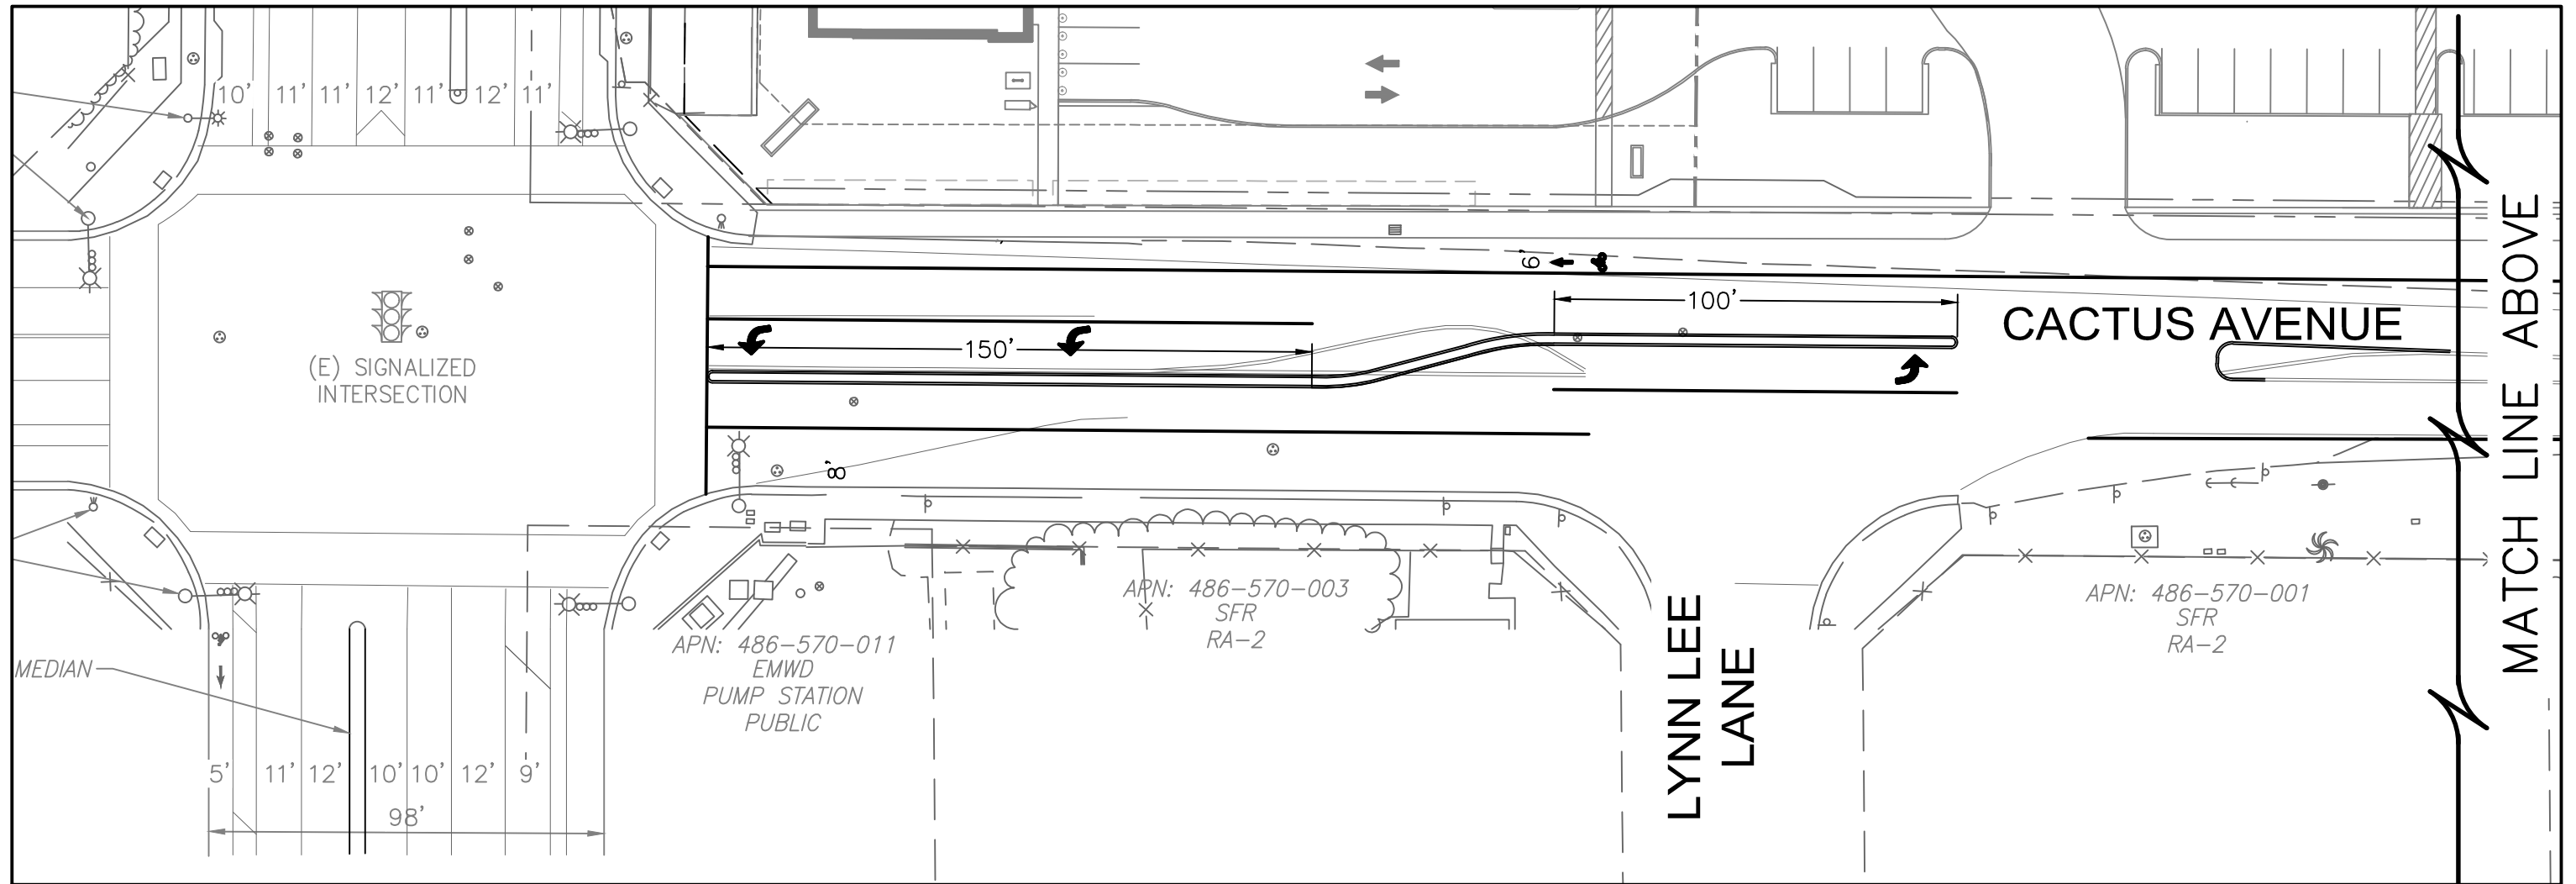 10' 11' 11' 12' 11' 12' 11'
6'
100'
CACTUS AVENUE
150'
(E) SIGNALIZED
INTERSECTION
8'
MATCH LINE ABOVE
APN: 486-570-003
SFR
RA-2
APN: 486-570-001
SFR
RA-2
APN: 486-570-011
EMWD
PUMP STATION
PUBLIC
LYNN LEE
LANE
MEDIAN
5' 11' 12' 10' 10' 12' 9'
98'